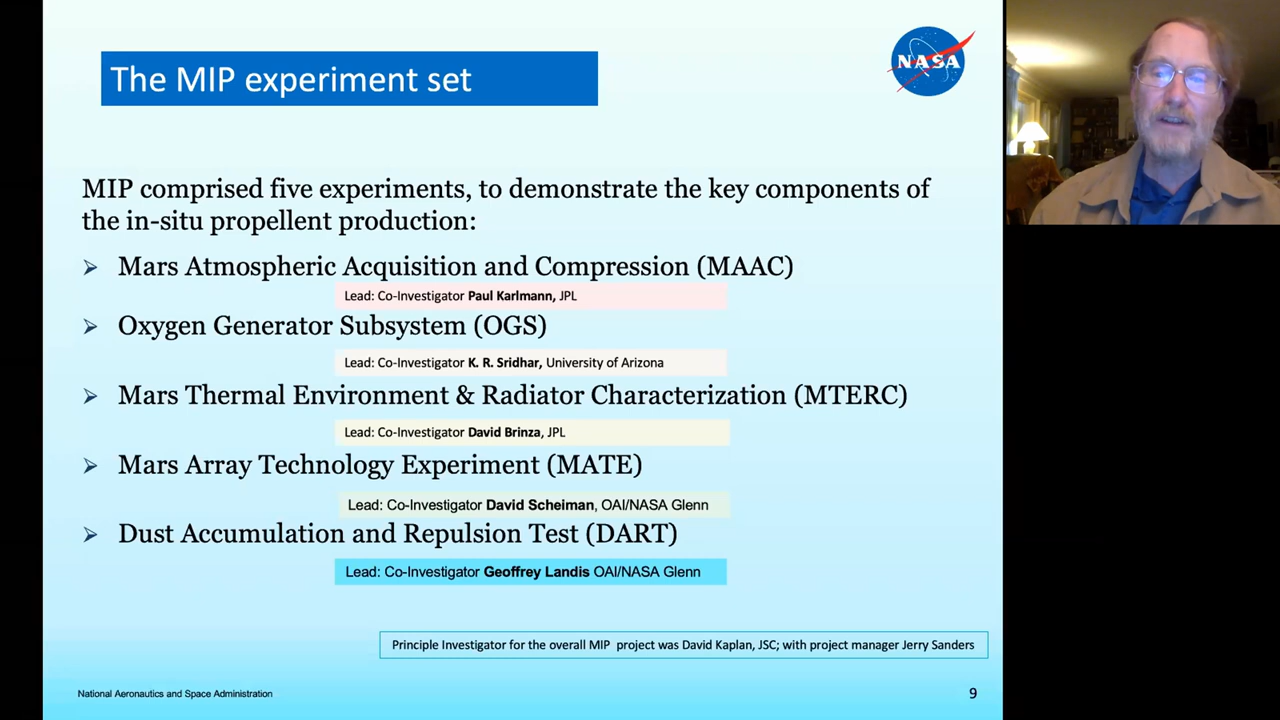 The MIP experiment set
NASA
MIP comprised five experiments, to demonstrate the key components of
the in-situ propellent production:
Mars Atmospheric Acquisition and Compression (MAAC)
Lead: Co-Investigator Paul Karlmann, JPL
Oxygen Generator Subsystem (OGS)
Lead: Co-Investigator K. R. Sridhar, University of Arizona
Mars Thermal Environment & Radiator Characterization (MTERC)
Lead: Co-Investigator David Brinza, JPL
Mars Array Technology Experiment (MATE)
Lead: Co-Investigator David Scheiman, OAI/NASA Glenn
Dust Accumulation and Repulsion Test (DART)
Lead: Co-Investigator Geoffrey Landis OAI/NASA Glenn
Principle Investigator for the overall MIP project was David Kaplan, JSC; with project manager Jerry Sanders
National Aeronautics and Space Administration
9